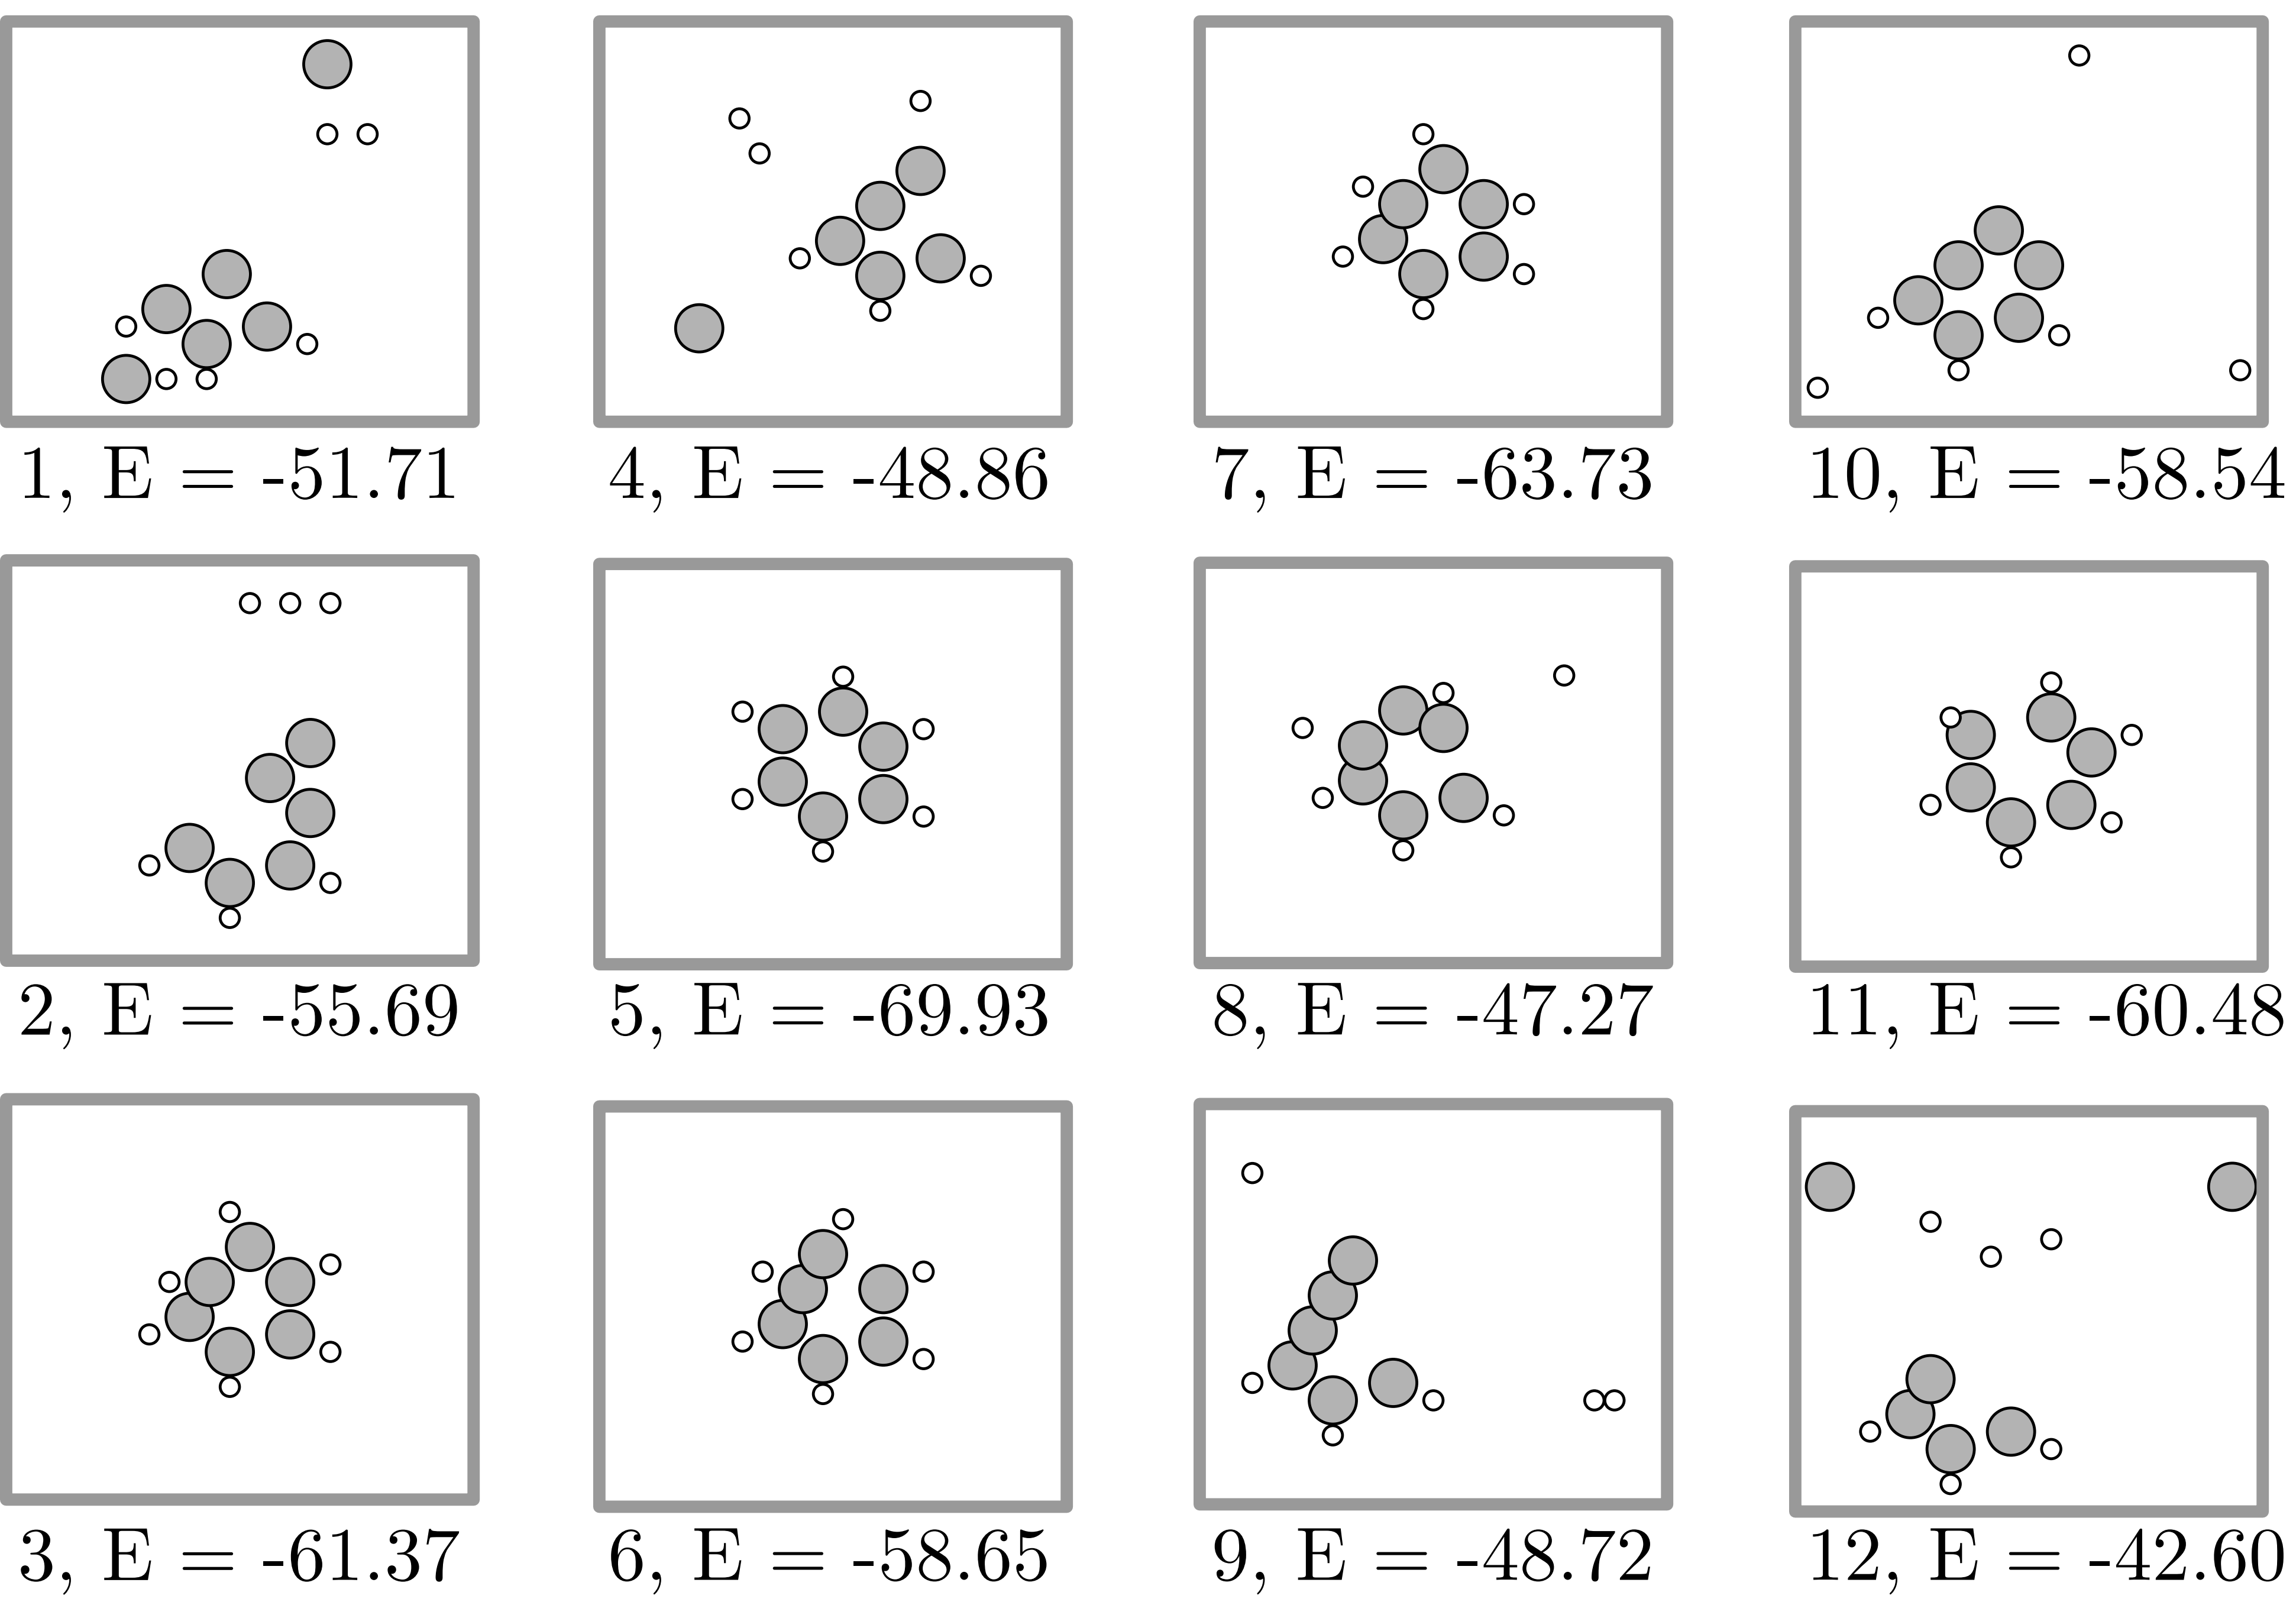 1, E = -51.71
4, E = -48.86
7, E = -63.73
10, E = -58.54
2, E = -55.69
5, E = -69.93
8, E = -47.27
11, E = -60.48
3, E = -61.37
6, E = -58.65
9, E = -48.72
12, E = -42.60